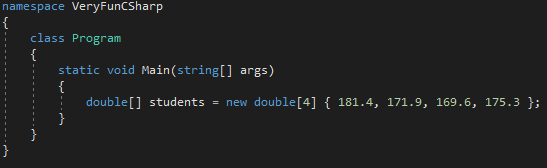 namespace VeryFunCSharp
{
    class Program
    {
        static void Main(string[] args)
        {
            double[] students = new double[4] { 181.4, 171.9, 169.6, 175.3 };
        }
    }
}